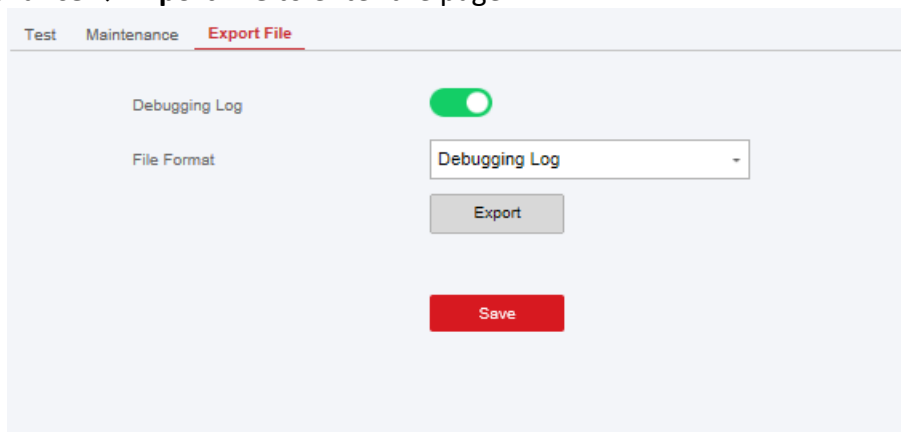 Test Maintenance Export File
Debugging Log
File Format Debugging Log
Export
Save